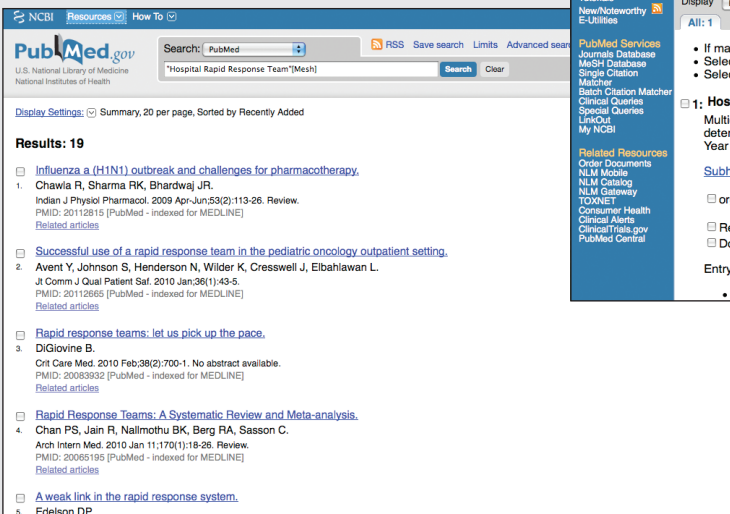 NCBI Resources How To
PubMed.gov
U.S. National Library of Medicine
National Institutes of Health
Search: PubMed
RSS Save search Limits Advanced sear
"Hospital Rapid Response Team"[Mesh]
Search Clear
Display Settings: Summary, 20 per page, Sorted by Recently Added
Results: 19
Influenza a (H1N1) outbreak and challenges for pharmacotherapy.
1. Chawla R, Sharma RK, Bhardwaj JR.
Indian J Physiol Pharmacol. 2009 Apr-Jun;53(2):113-26. Review.
PMID: 20112815 [PubMed - indexed for MEDLINE]
Related articles
Successful use of a rapid response team in the pediatric oncology outpatient setting.
2. Avent Y, Johnson S, Henderson N, Wilder K, Cresswell J, Elbahlawan L.
Jt Comm J Qual Patient Saf. 2010 Jan;36(1):43-5.
PMID: 20112665 [PubMed - indexed for MEDLINE]
Related articles
Rapid response teams: let us pick up the pace.
3. DiGiovine B.
Crit Care Med. 2010 Feb;38(2):700-1. No abstract available.
PMID: 20083932 [PubMed - indexed for MEDLINE]
Related articles
Rapid Response Teams: A Systematic Review and Meta-analysis.
4. Chan PS, Jain R, Nallmothu BK, Berg RA, Sasson C.
Arch Intern Med. 2010 Jan 11;170(1):18-26. Review.
PMID: 20065195 [PubMed - indexed for MEDLINE]
Related articles
A weak link in the rapid response system.
5. Edelson DP.
New/Noteworthy
E-Utilities
PubMed Services
Journals Database
MeSH Database
Single Citation
Matcher
Batch Citation Matcher
Clinical Queries
Special Queries
LinkOut
My NCBI
Related Resources
Order Documents
NLM Mobile
NLM Catalog
NLM Gateway
TOXNET
Consumer Health
Clinical Alerts
ClinicalTrials.gov
PubMed Central
Display
All: 1
If ma
Selec
Selec
1: Hos
Multi
deter
Year
Subh
or
Re
Do
Entry